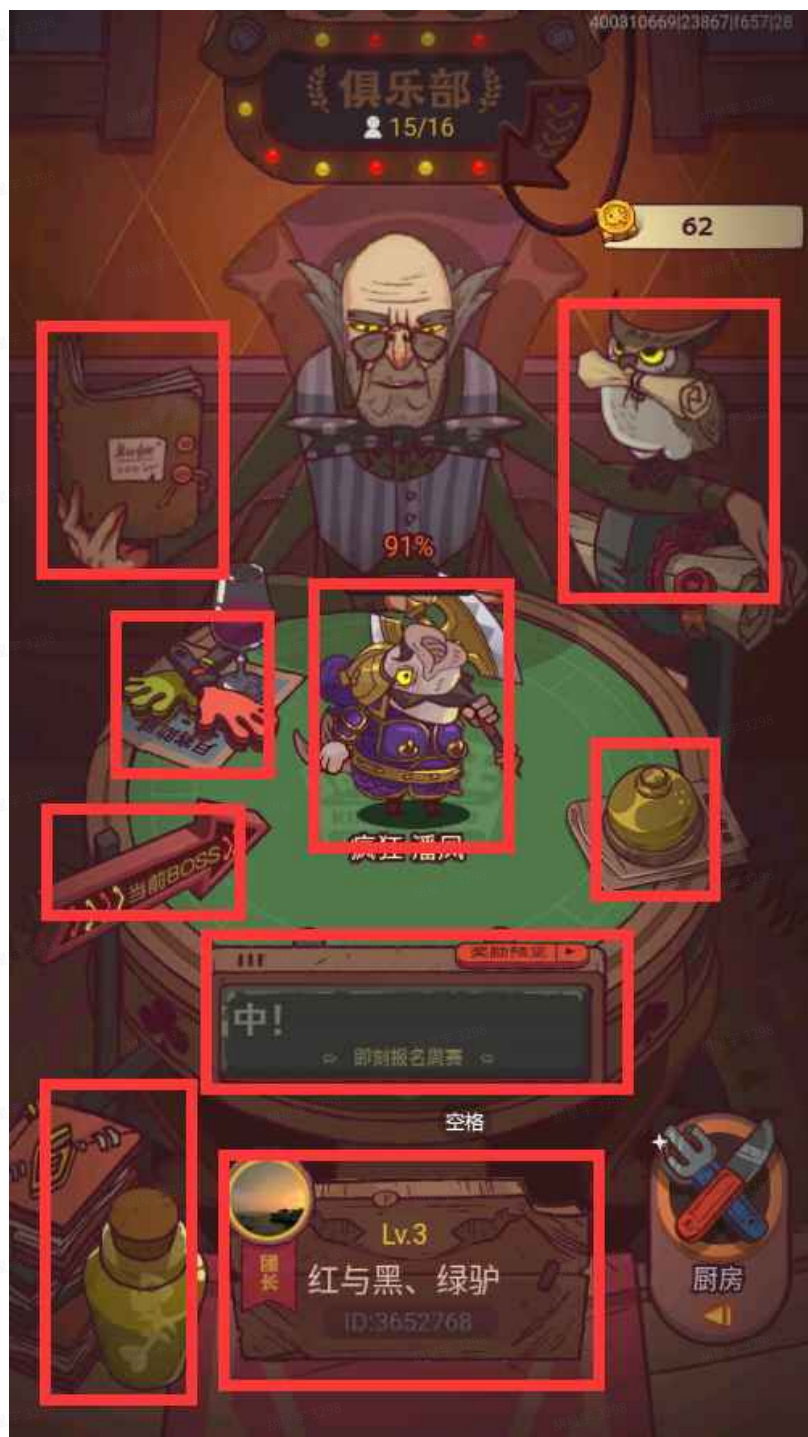 400310669|23867|f657|28
俱乐部
15/16
62
91%
疯狂 潘凤
当前BOSS
奖励预览
中!
即刻报名周赛
空格
Lv.3
团长
红与黑、绿驴
ID:3652768
厨房